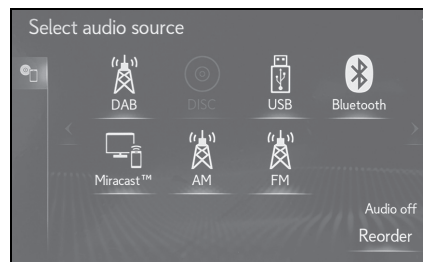 Select audio source
DAB DISC USB Bluetooth
Miracast™ AM FM
Audio off
Reorder